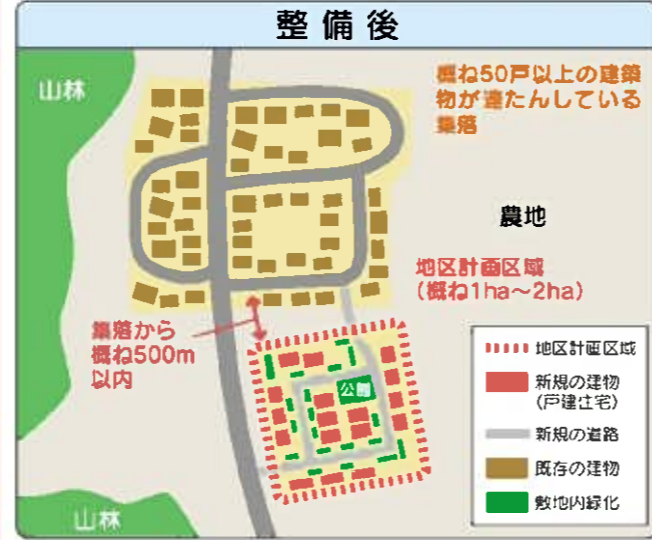 整備後
山林
概ね50戸以上の建築
物が連たんしている
集落
農地
地区計画区域
(概ね1ha～2ha)
集落から
概ね500m
以内
公園
山林
地区計画区域
新規の建物
(戸建住宅)
新規の道路
既存の建物
敷地内緑化